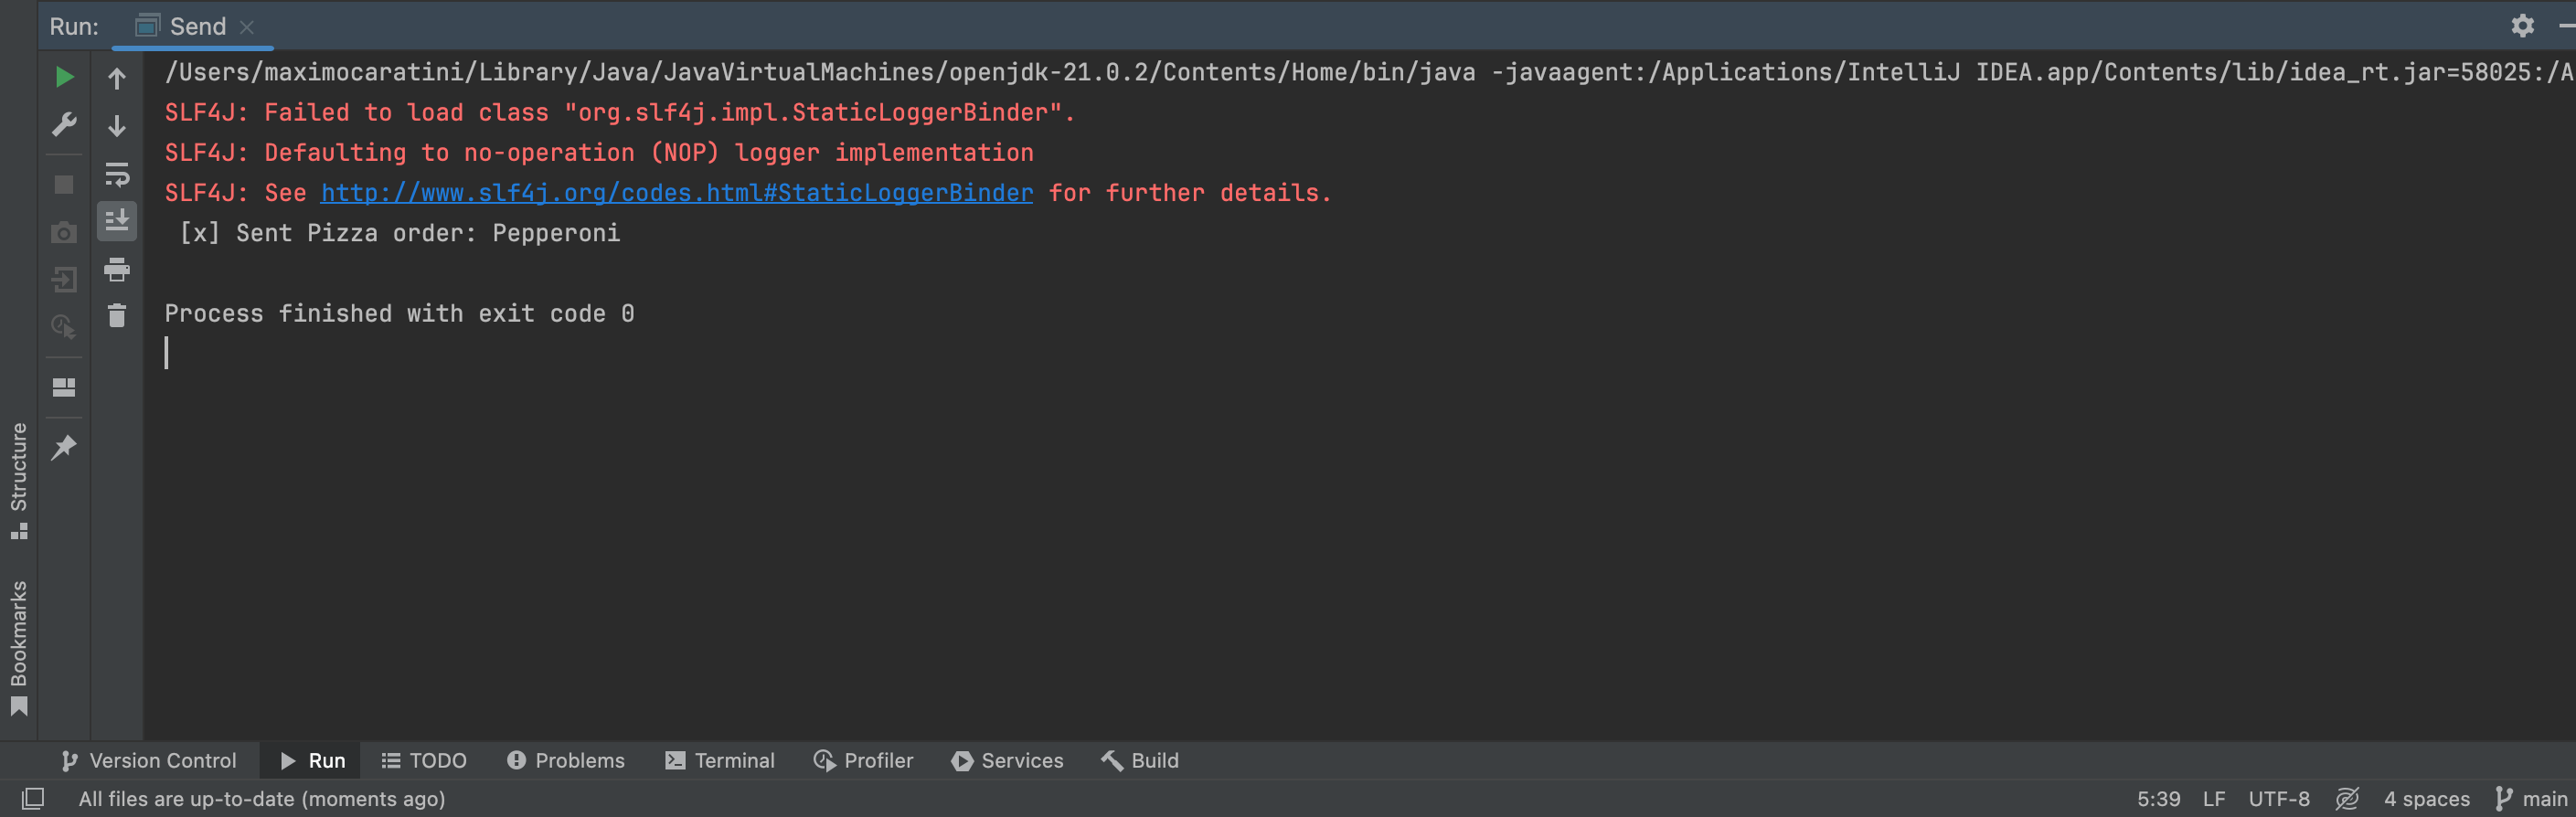 Run: Send
/Users/maximocaratini/Library/Java/JavaVirtualMachines/openjdk-21.0.2/Contents/Home/bin/java -javaagent:/Applications/IntelliJ IDEA.app/Contents/lib/idea_rt.jar=58025:/A
SLF4J: Failed to load class "org.slf4j.impl.StaticLoggerBinder".
SLF4J: Defaulting to no-operation (NOP) logger implementation
SLF4J: See http://www.slf4j.org/codes.html#StaticLoggerBinder for further details.
[x] Sent Pizza order: Pepperoni
Process finished with exit code 0
Structure
Bookmarks
Version Control Run TODO Problems Terminal Profiler Services Build
All files are up-to-date (moments ago) 5:39 LF UTF-8 4 spaces main